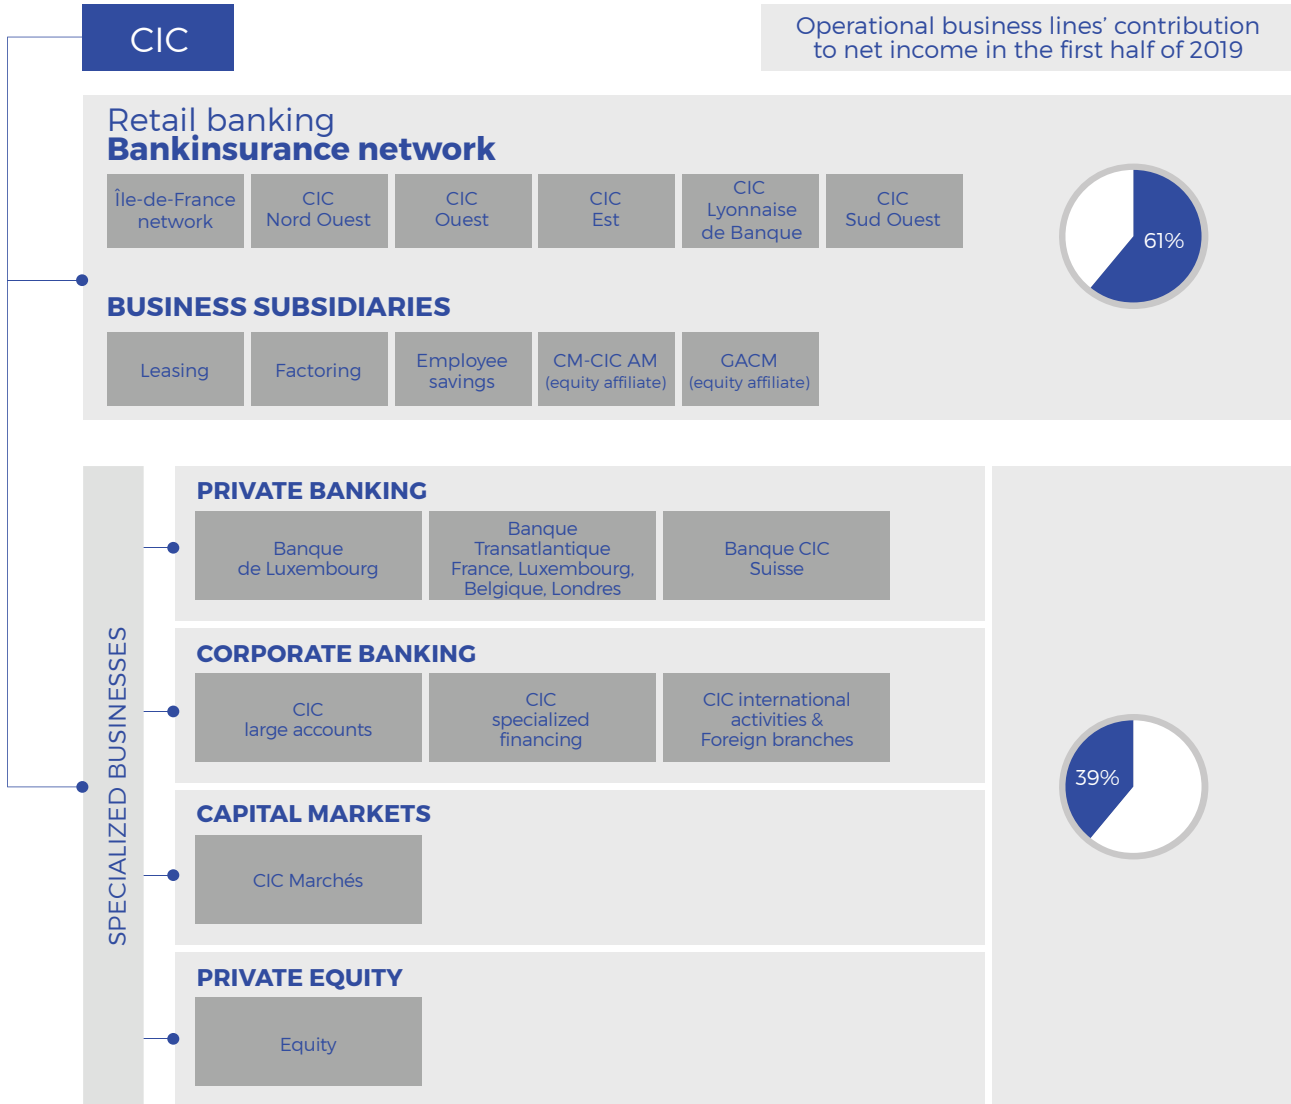 CIC
Operational business lines’ contribution
to net income in the first half of 2019
Retail banking
Bankinsurance network
Île-de-France
network
CIC
Nord Ouest
CIC
Ouest
CIC
Est
CIC
Lyonnaise
de Banque
CIC
Sud Ouest
61%
BUSINESS SUBSIDIARIES
Leasing
Factoring
Employee
savings
CM-CIC AM
(equity affiliate)
GACM
(equity affiliate)
SPECIALIZED BUSINESSES
PRIVATE BANKING
Banque
de Luxembourg
Banque
Transatlantique
France, Luxembourg,
Belgique, Londres
Banque CIC
Suisse
CORPORATE BANKING
CIC
large accounts
CIC
specialized
financing
CIC international
activities &
Foreign branches
39%
CAPITAL MARKETS
CIC Marchés
PRIVATE EQUITY
Equity